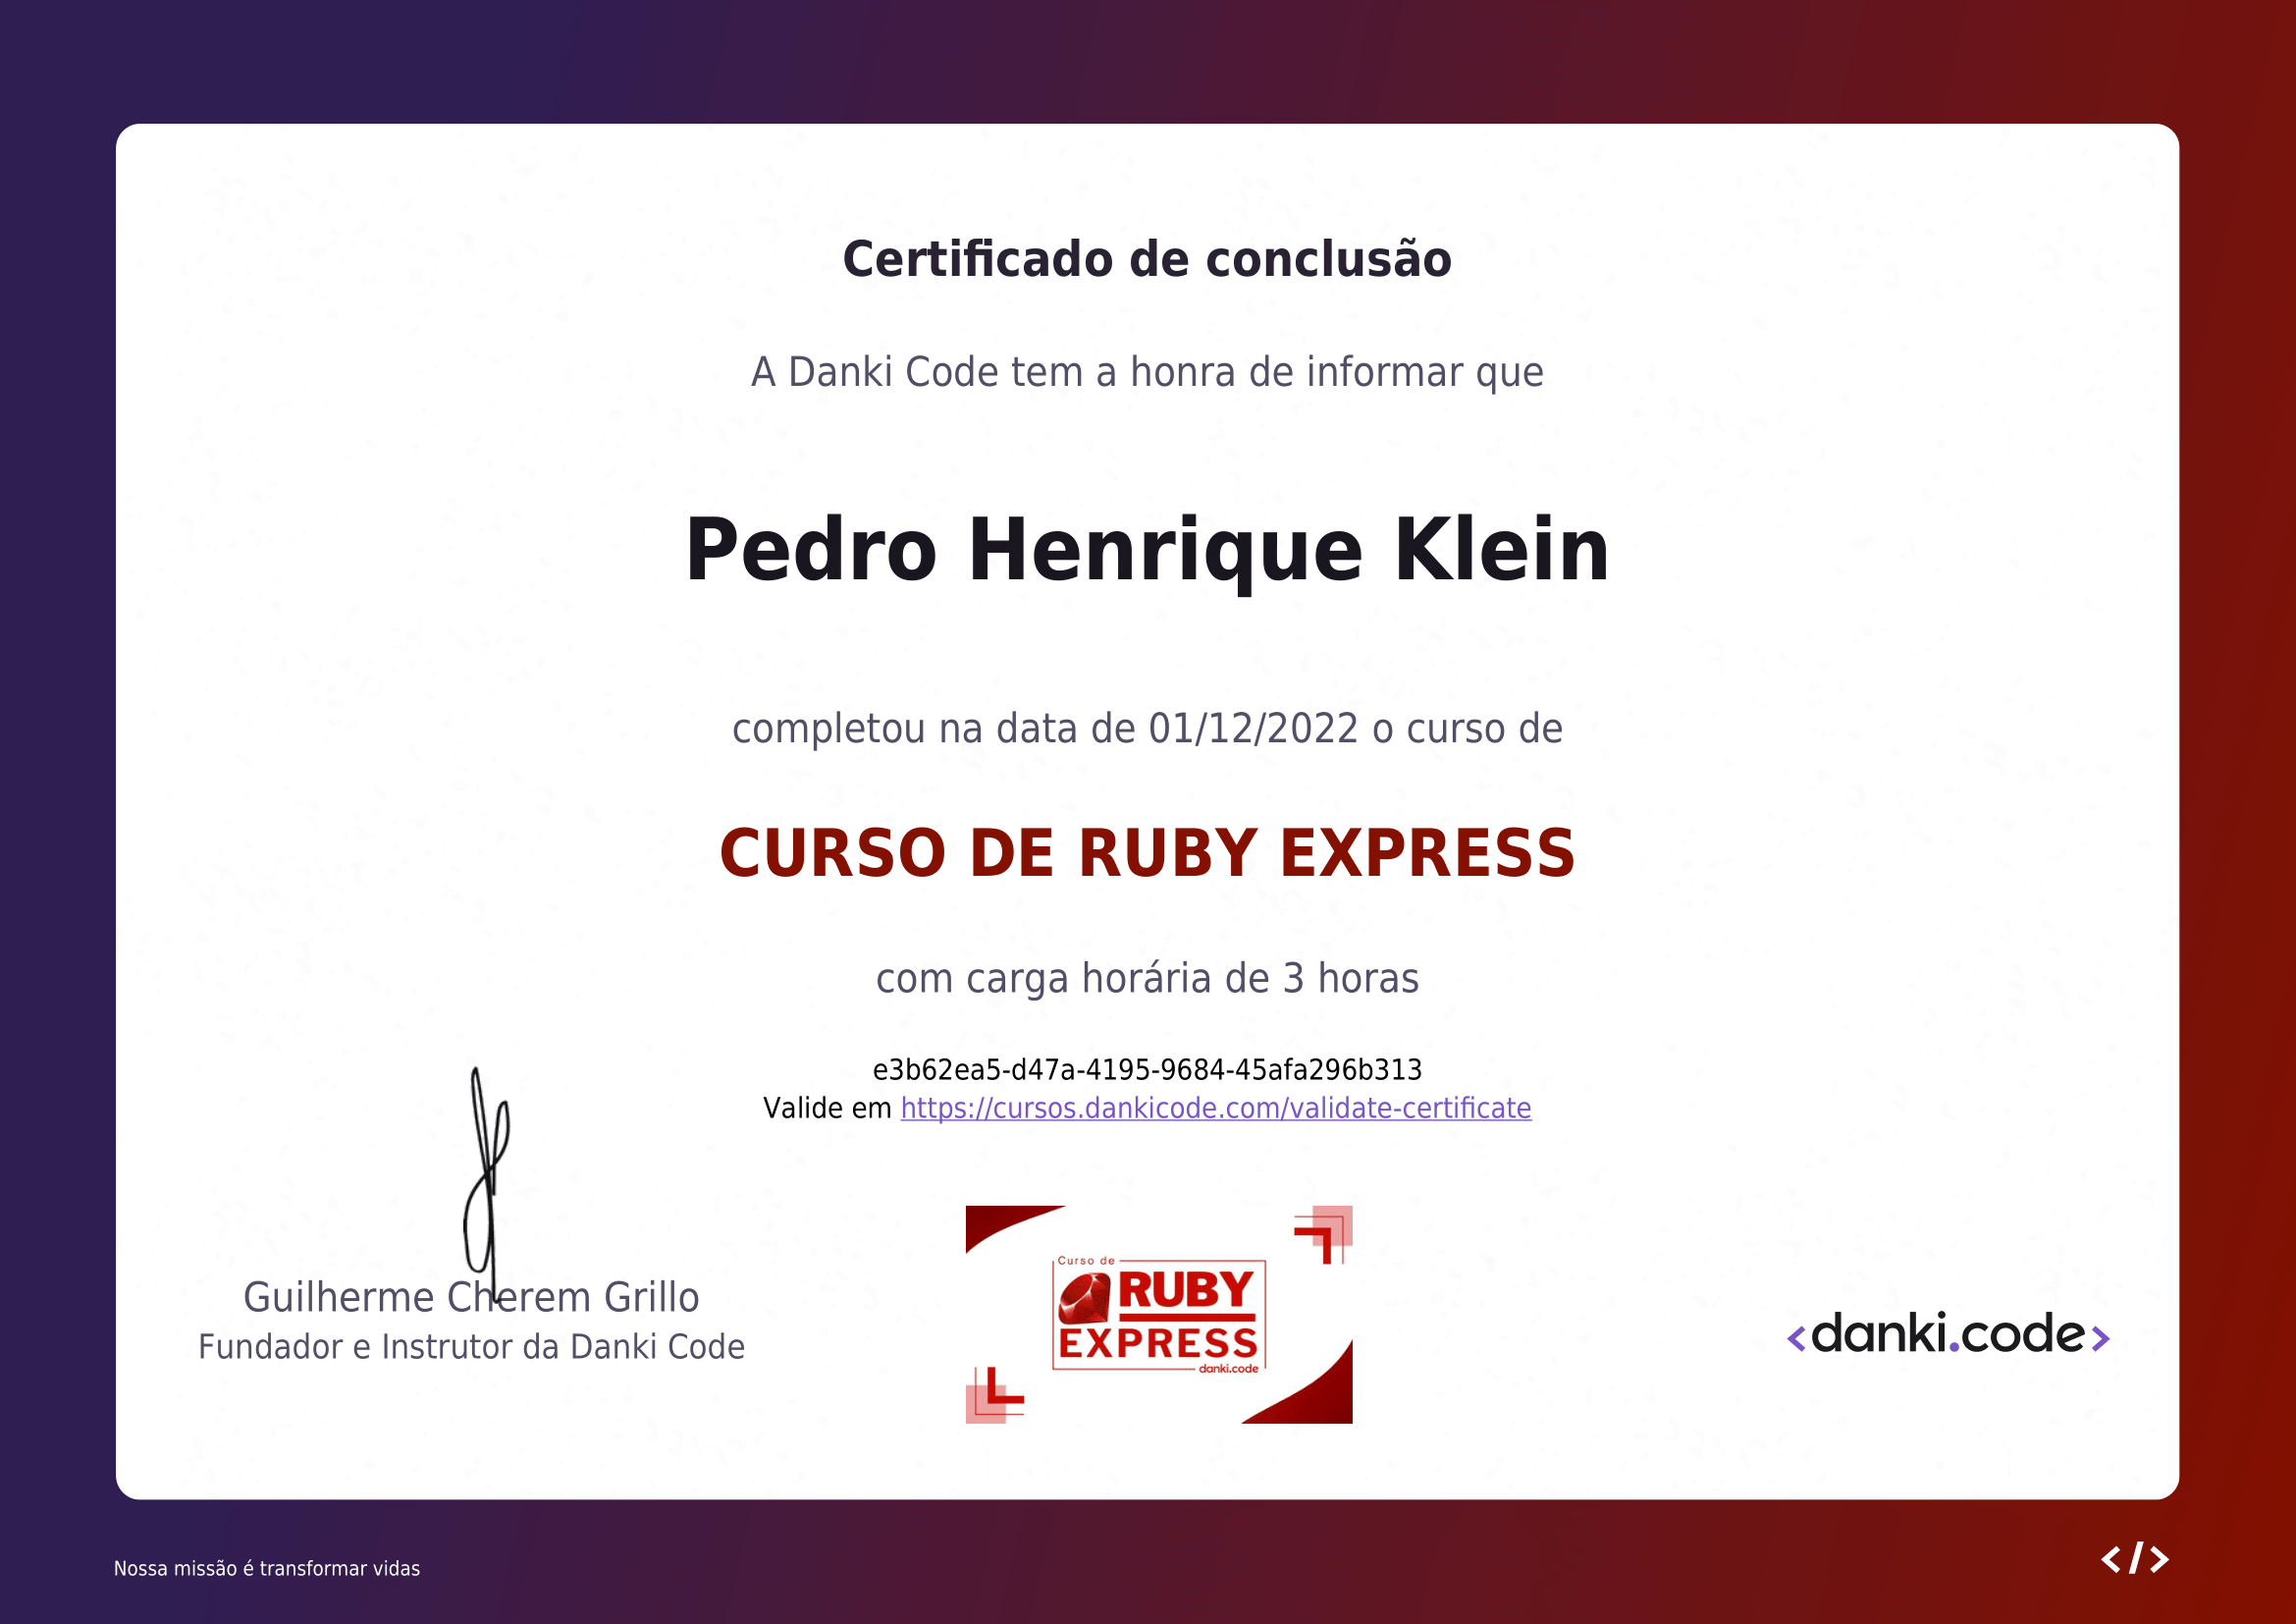 Certificado de conclusão
A Danki Code tem a honra de informar que
Pedro Henrique Klein
completou na data de 01/12/2022 o curso de
CURSO DE RUBY EXPRESS
com carga horária de 3 horas
e3b62ea5-d47a-4195-9684-45afa296b313
Valide em https://cursos.dankicode.com/validate-certificate
Guilherme Cherem Grillo
Fundador e Instrutor da Danki Code
Curso de
RUBY
EXPRESS
danki.code
<danki.code>
Nossa missão é transformar vidas
</>